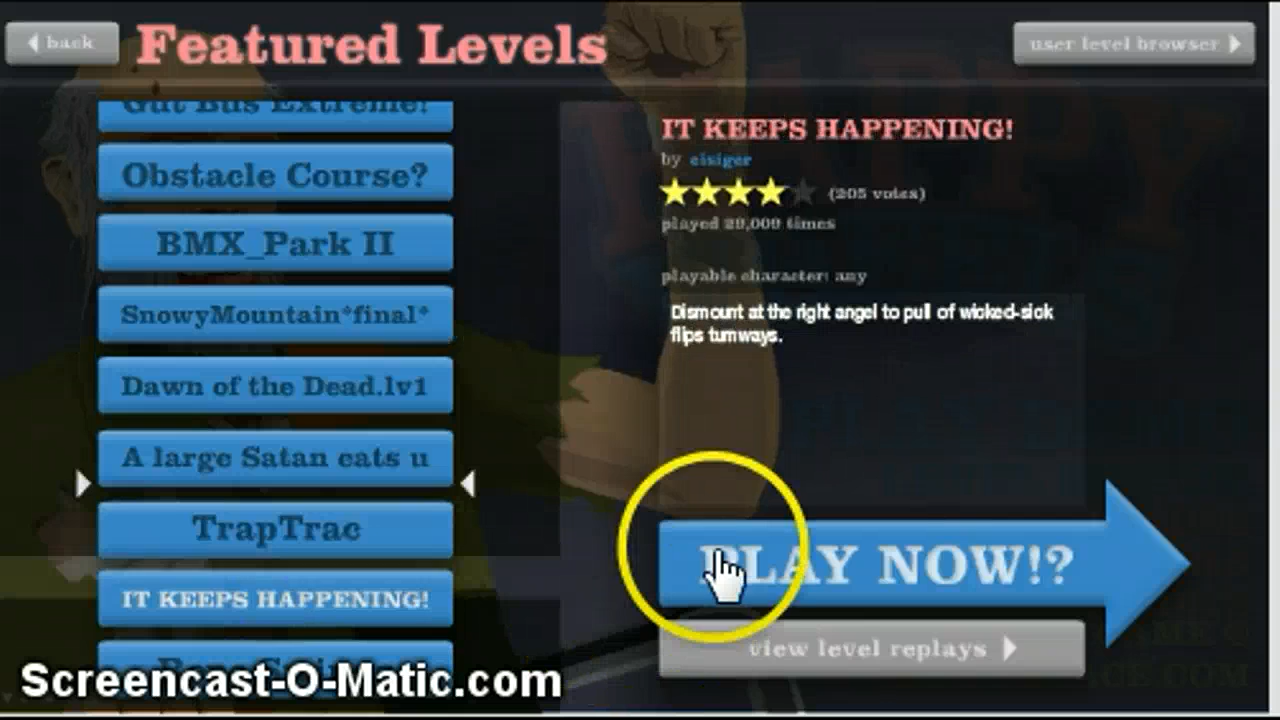 back
Featured Levels
user level browser
Gut Bus Extreme!
Obstacle Course?
BMX_Park II
SnowyMountain*final*
Dawn of the Dead.lv1
A large Satan eats u
TrapTrac
IT KEEPS HAPPENING!
IT KEEPS HAPPENING!
by eisiger
(205 votes)
played 20,000 times
playable character: any
Dismount at the right angel to pull of wicked-sick
flips turnways.
PLAY NOW!?
view level replays
Screencast-O-Matic.com